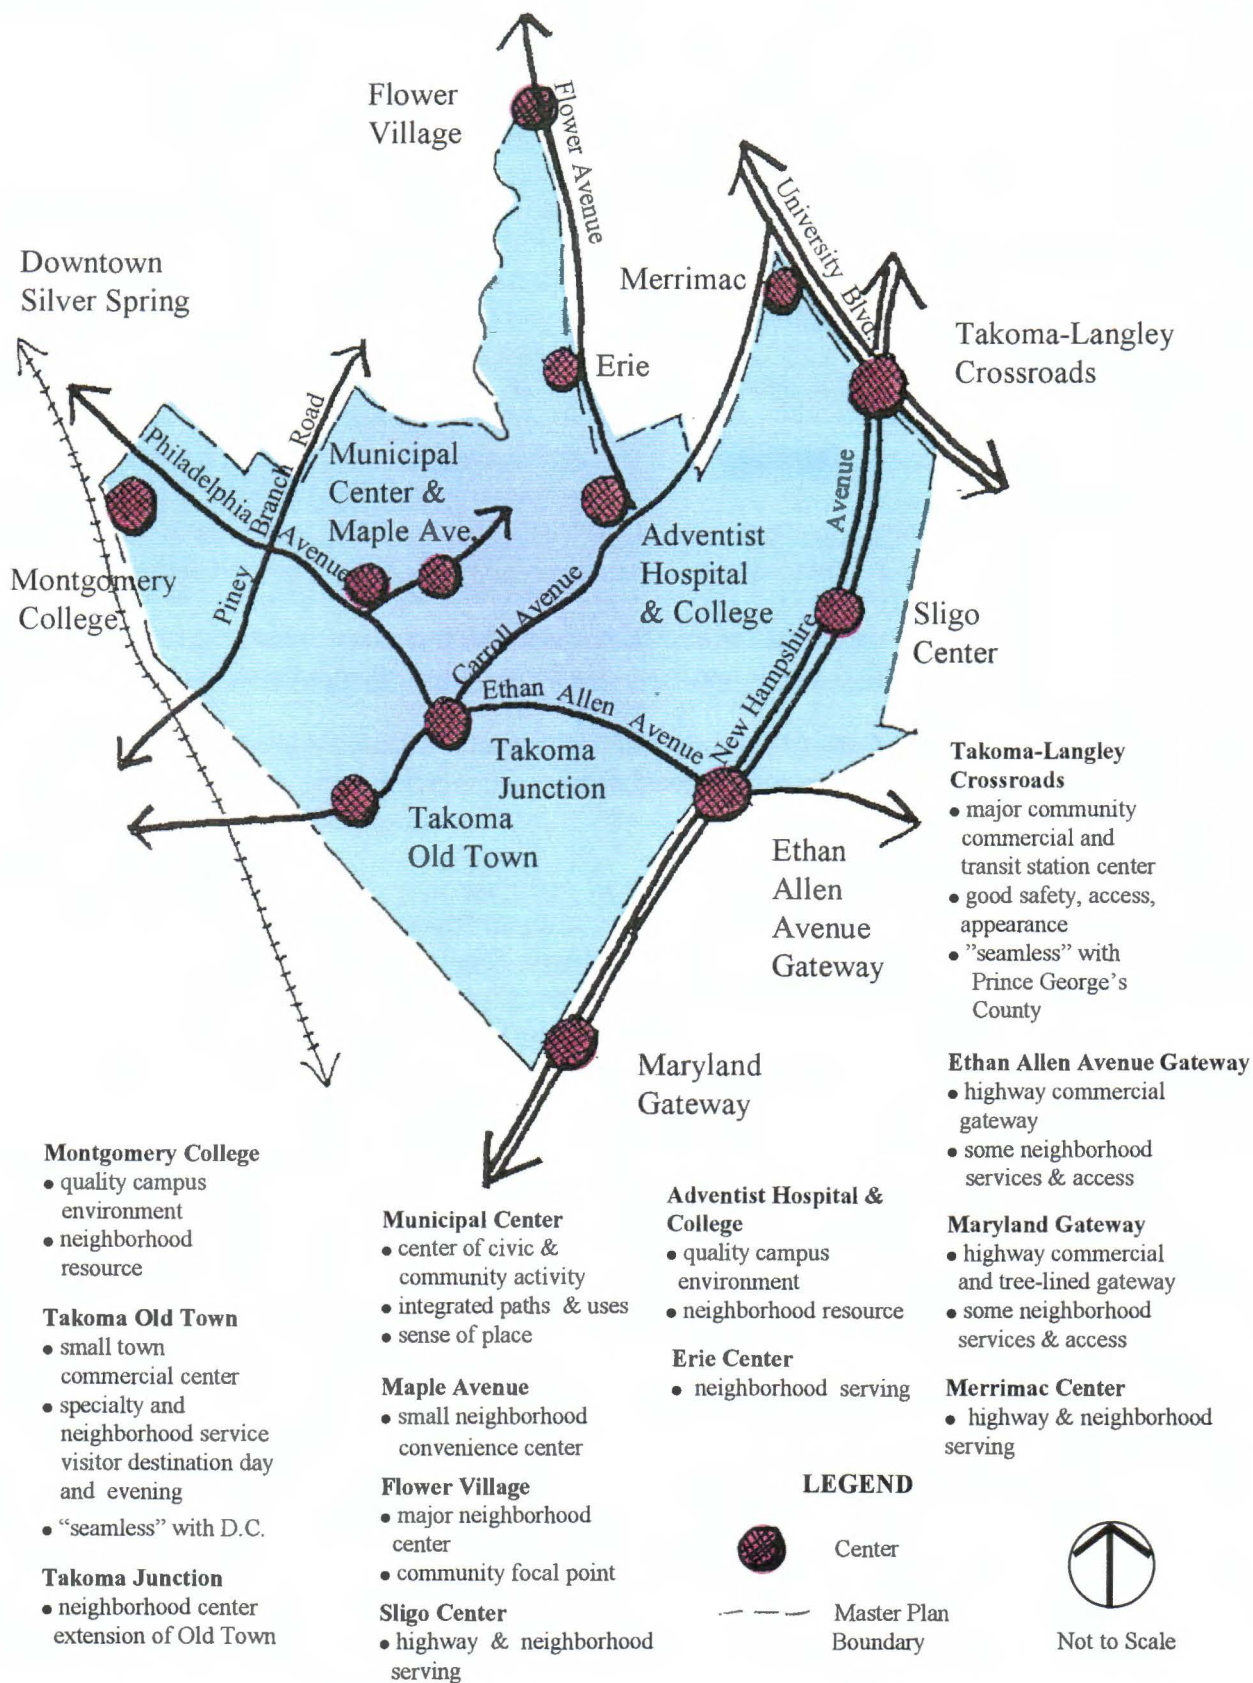 Flower
Village
Flower Avenue
University Blvd.
Downtown
Silver Spring
Merrimac
Takoma-Langley
Crossroads
Erie
Philadelphia Avenue
Piney Branch Road
Municipal
Center &
Maple Ave.
Adventist
Hospital
& College
New Hampshire Avenue
Montgomery
College
Carroll Avenue
Sligo
Center
Ethan Allen Avenue
Takoma
Junction
Takoma
Old Town
Ethan
Allen
Avenue
Gateway
Maryland
Gateway
Takoma-Langley
Crossroads
• major community
commercial and
transit station center
• good safety, access,
appearance
• ”seamless” with
Prince George’s
County
Ethan Allen Avenue Gateway
• highway commercial
gateway
• some neighborhood
services & access
Maryland Gateway
• highway commercial
and tree-lined gateway
• some neighborhood
services & access
Merrimac Center
• highway & neighborhood
serving
Montgomery College
• quality campus
environment
• neighborhood
resource
Takoma Old Town
• small town
commercial center
• specialty and
neighborhood service
visitor destination day
and evening
• “seamless” with D.C.
Takoma Junction
• neighborhood center
extension of Old Town
Municipal Center
• center of civic &
community activity
• integrated paths & uses
• sense of place
Maple Avenue
• small neighborhood
convenience center
Flower Village
• major neighborhood
center
• community focal point
Sligo Center
• highway & neighborhood
serving
Adventist Hospital &
College
• quality campus
environment
• neighborhood resource
Erie Center
• neighborhood serving
LEGEND
Center
Master Plan
Boundary
Not to Scale